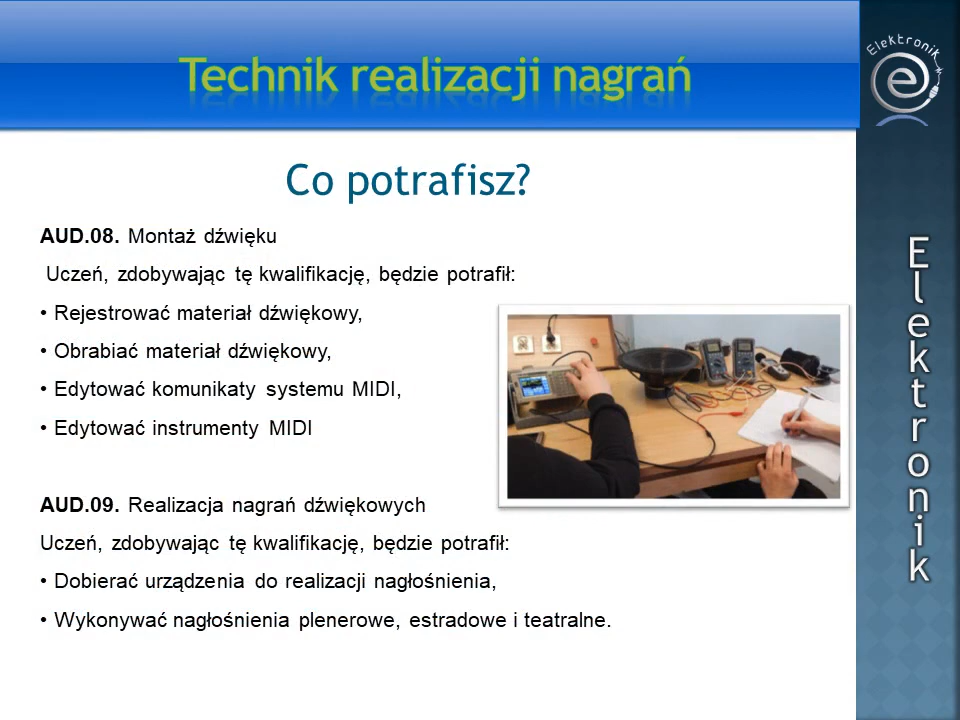 Technik realizacji nagrań
Elektronik
e
Co potrafisz?
AUD.08. Montaż dźwięku
Uczeń, zdobywając tę kwalifikację, będzie potrafił:
• Rejestrować materiał dźwiękowy,
• Obrabiać materiał dźwiękowy,
• Edytować komunikaty systemu MIDI,
• Edytować instrumenty MIDI
AUD.09. Realizacja nagrań dźwiękowych
Uczeń, zdobywając tę kwalifikację, będzie potrafił:
• Dobierać urządzenia do realizacji nagłośnienia,
• Wykonywać nagłośnienia plenerowe, estradowe i teatralne.
Elektronik